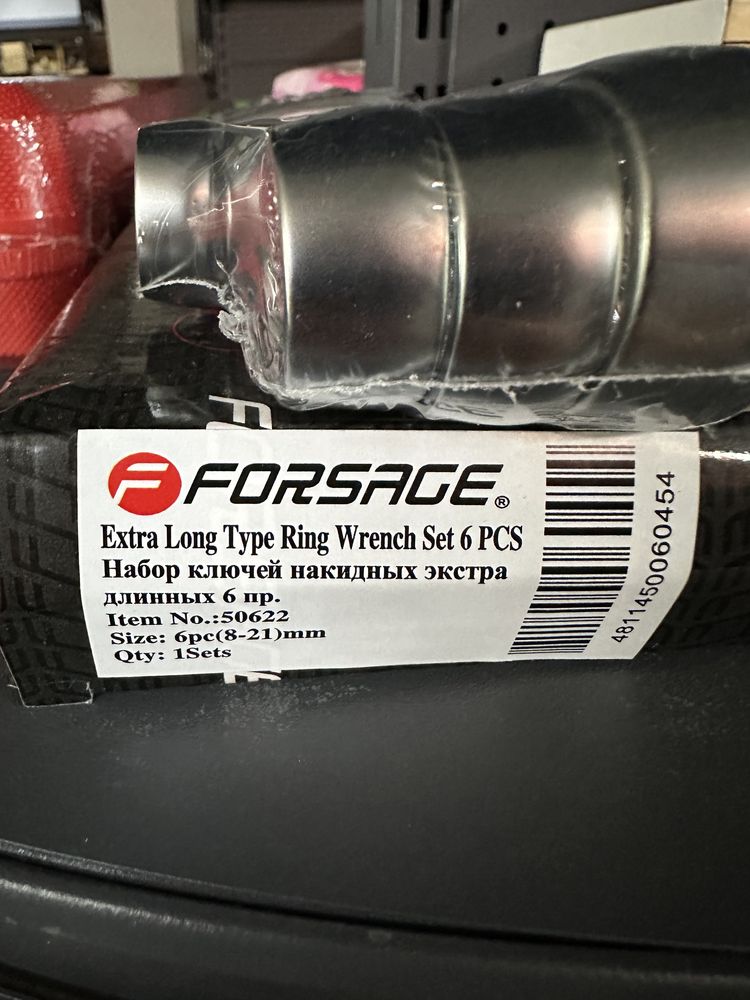 FORSAGE®
Extra Long Type Ring Wrench Set 6 PCS
Набор ключей накидных экстра
длинных 6 пр.
Item No.:50622
Size: 6pc(8-21)mm
Qty: 1Sets
4811450060454